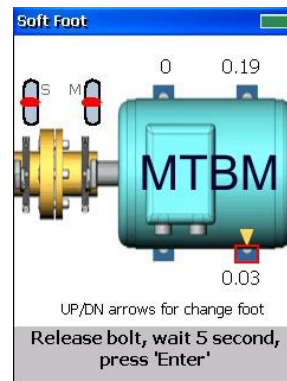 Soft Foot
0 0.19
S M
MTBM
0.03
UP/DN arrows for change foot
Release bolt, wait 5 second,
press 'Enter'